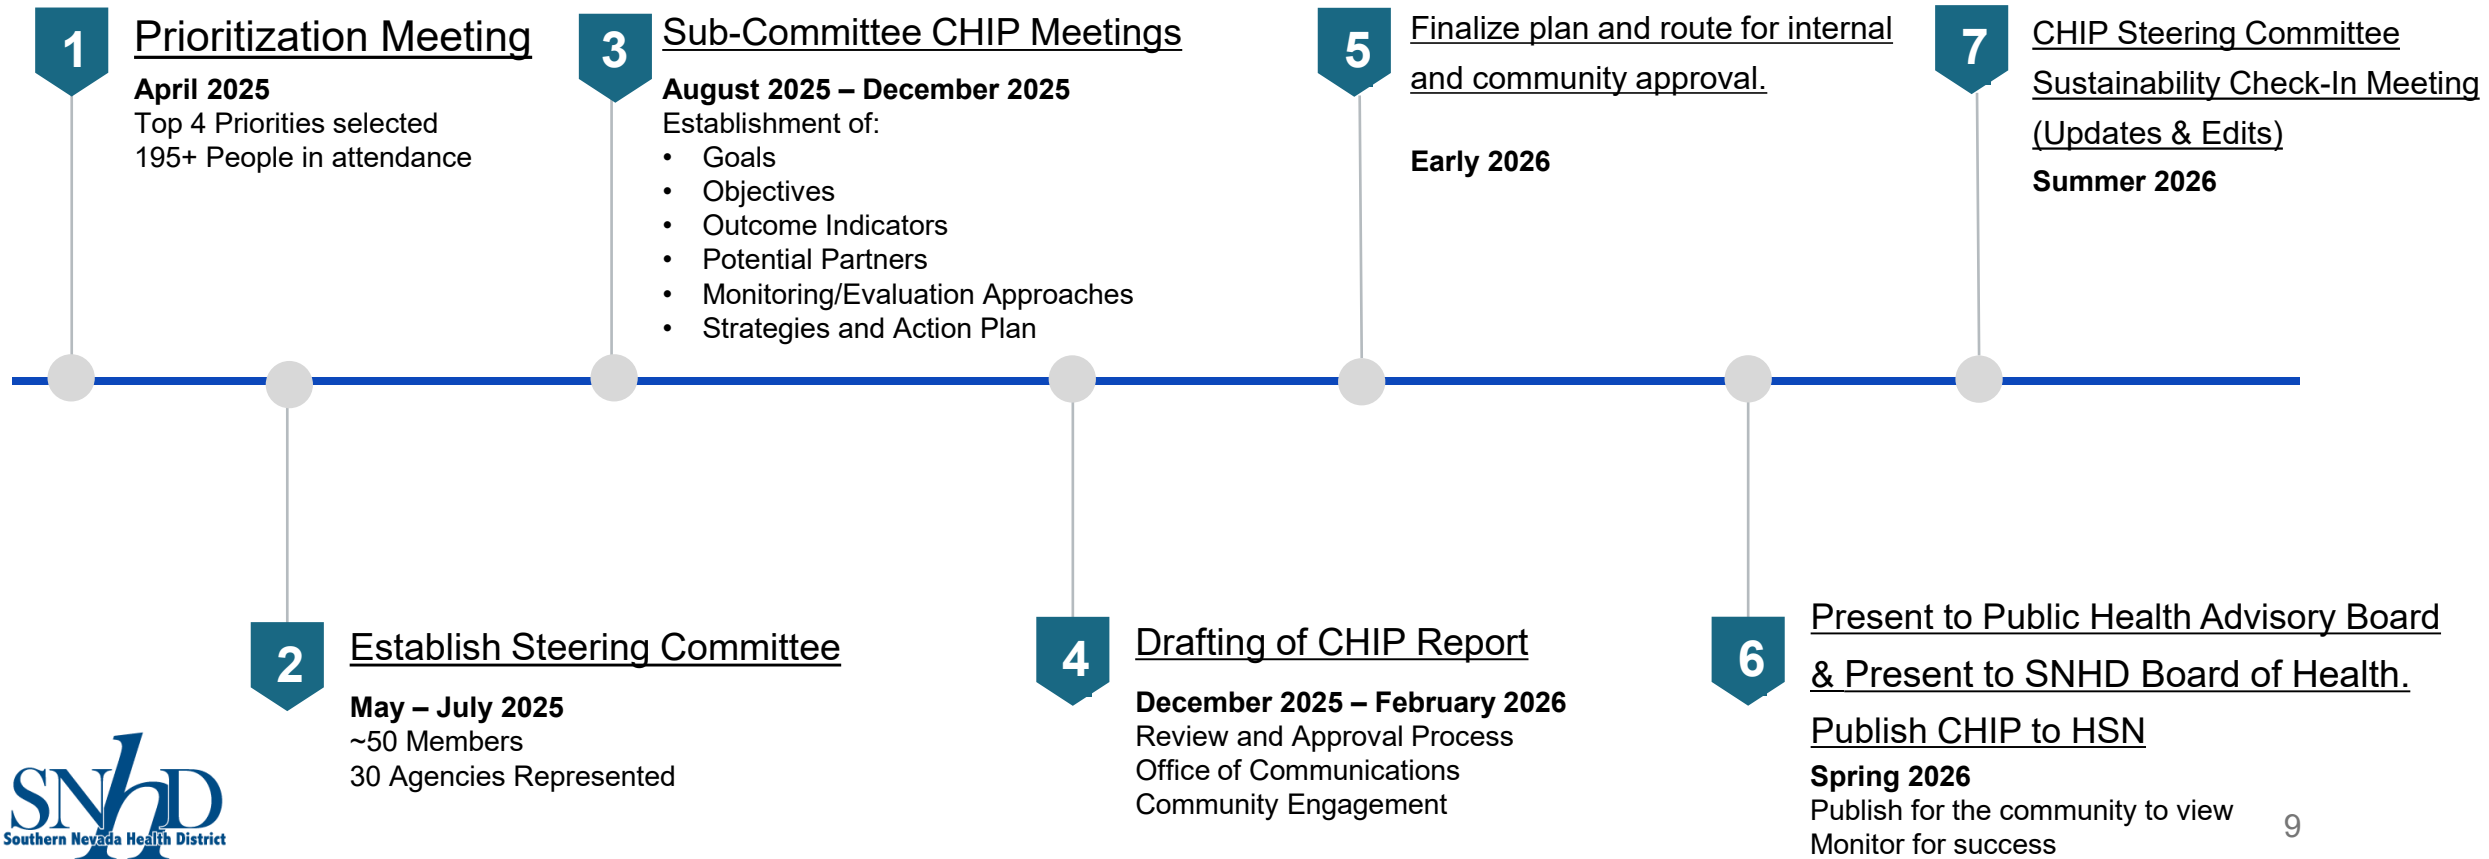 1
Prioritization Meeting
April 2025
Top 4 Priorities selected
195+ People in attendance
2
Establish Steering Committee
May – July 2025
~50 Members
30 Agencies Represented
3
Sub-Committee CHIP Meetings
August 2025 – December 2025
Establishment of:
• Goals
• Objectives
• Outcome Indicators
• Potential Partners
• Monitoring/Evaluation Approaches
• Strategies and Action Plan
4
Drafting of CHIP Report
December 2025 – February 2026
Review and Approval Process
Office of Communications
Community Engagement
5
Finalize plan and route for internal
and community approval.
Early 2026
6
Present to Public Health Advisory Board
& Present to SNHD Board of Health.
Publish CHIP to HSN
Spring 2026
Publish for the community to view
Monitor for success
7
CHIP Steering Committee
Sustainability Check-In Meeting
(Updates & Edits)
Summer 2026
SNhD
Southern Nevada Health District
9